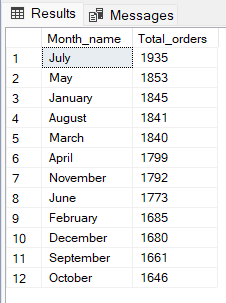 Results Messages
Month_name Total_orders
1 July 1935
2 May 1853
3 January 1845
4 August 1841
5 March 1840
6 April 1799
7 November 1792
8 June 1773
9 February 1685
10 December 1680
11 September 1661
12 October 1646